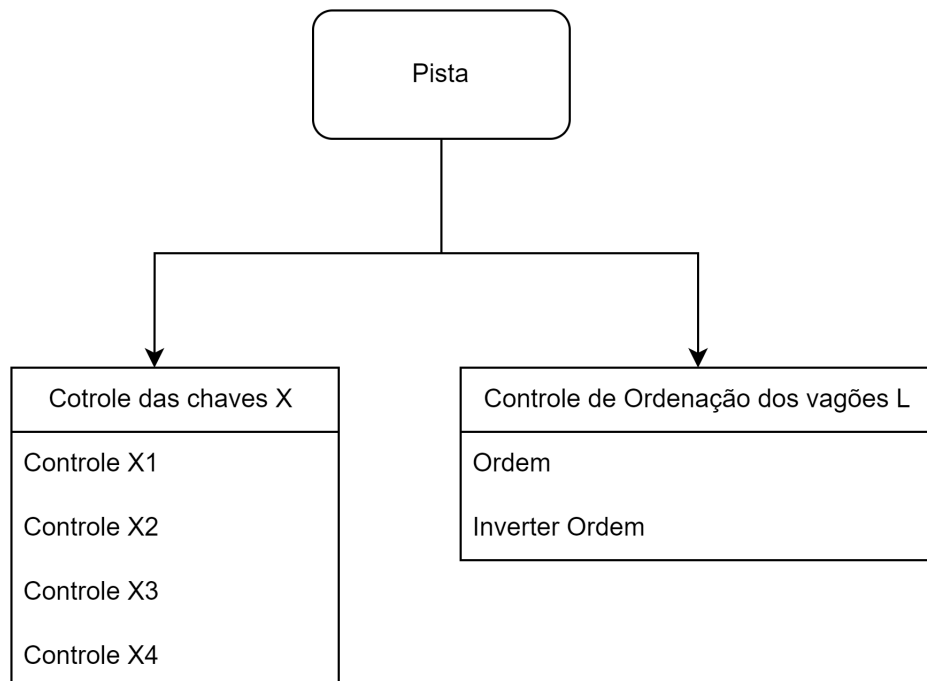 Pista
Cotrole das chaves X
Controle X1
Controle X2
Controle X3
Controle X4
Controle de Ordenação dos vagões L
Ordem
Inverter Ordem